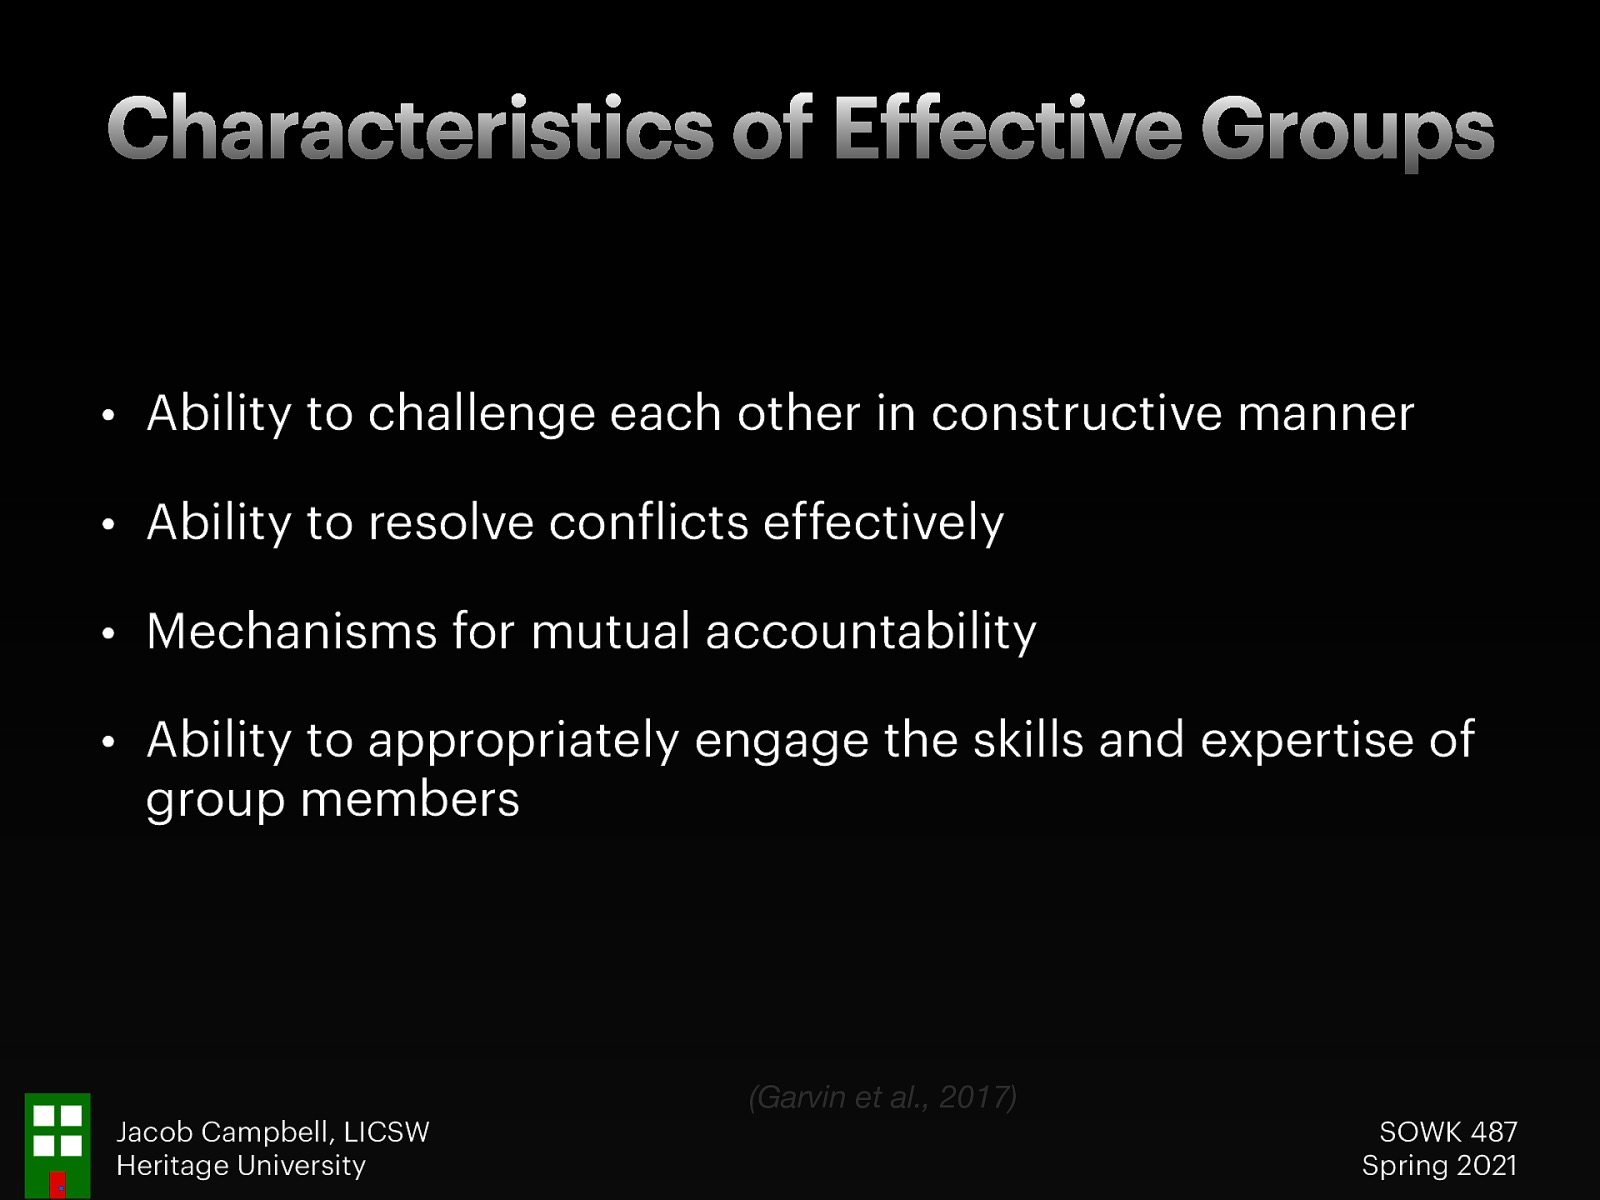 Characteristics of Effective Groups
• Ability to challenge each other in constructive manner
• Ability to resolve conflicts effectively
• Mechanisms for mutual accountability
• Ability to appropriately engage the skills and expertise of
group members
(Garvin et al., 2017)
Jacob Campbell, LICSW
Heritage University
SOWK 487
Spring 2021